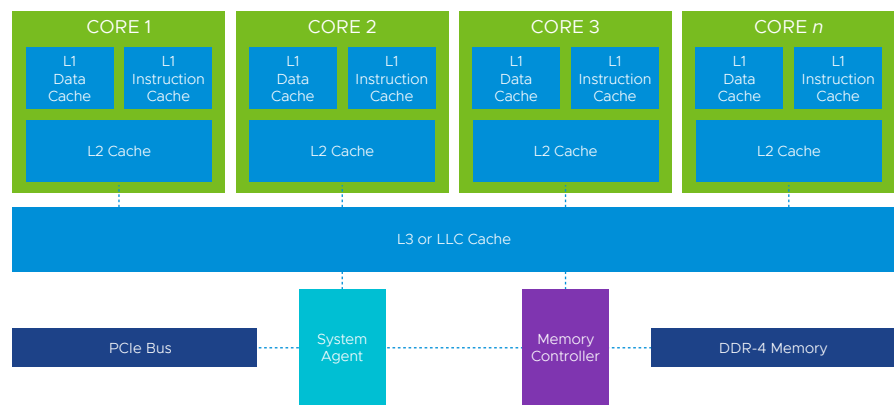 CORE 1
L1
Data
Cache
L1
Instruction
Cache
L2 Cache
CORE 2
L1
Data
Cache
L1
Instruction
Cache
L2 Cache
CORE 3
L1
Data
Cache
L1
Instruction
Cache
L2 Cache
CORE n
L1
Data
Cache
L1
Instruction
Cache
L2 Cache
L3 or LLC Cache
PCIe Bus
System
Agent
Memory
Controller
DDR-4 Memory